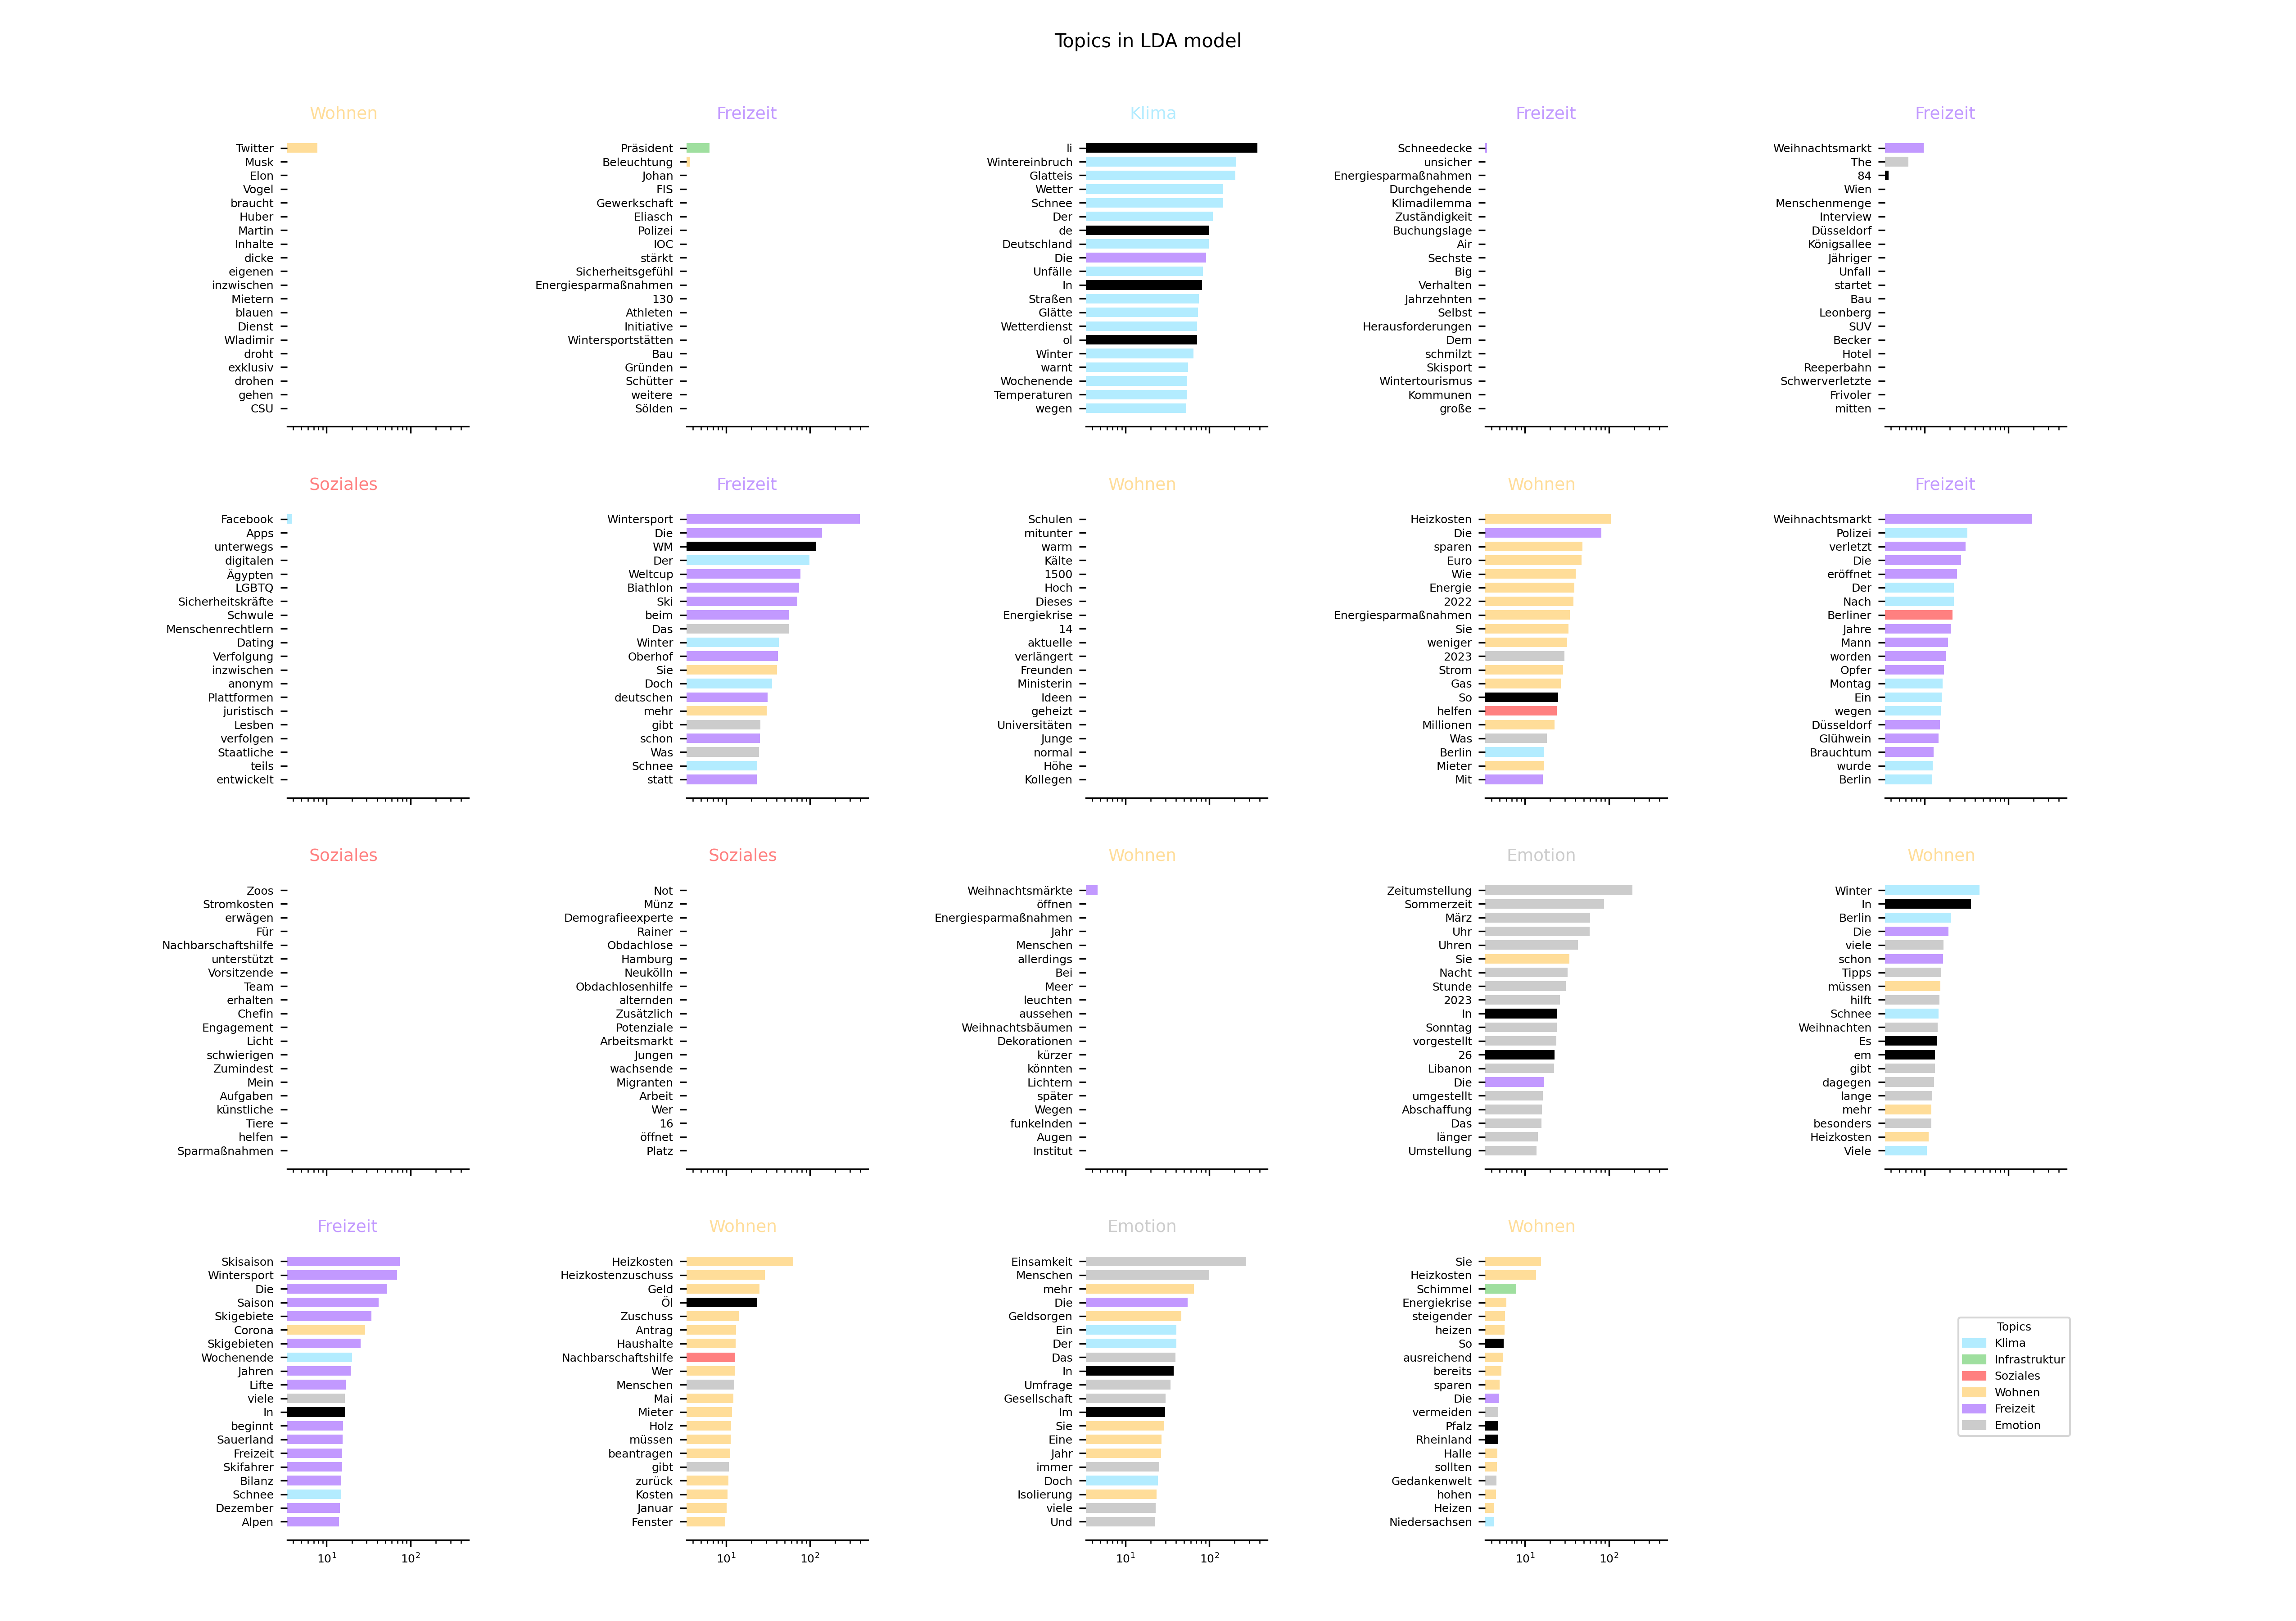 Topics in LDA model
Wohnen
Twitter
Musk
Elon
Vogel
braucht
Huber
Martin
Inhalte
dicke
eigenen
inzwischen
Mietern
blauen
Dienst
Wladimir
droht
exklusiv
drohen
gehen
CSU
Freizeit
Präsident
Beleuchtung
Johan
FIS
Gewerkschaft
Eliasch
Polizei
IOC
stärkt
Sicherheitsgefühl
Energiesparmaßnahmen
130
Athleten
Initiative
Wintersportstätten
Bau
Gründen
Schütter
weitere
Sölden
Klima
li
Wintereinbruch
Glatteis
Wetter
Schnee
Der
de
Deutschland
Die
Unfälle
In
Straßen
Glätte
Wetterdienst
ol
Winter
warnt
Wochenende
Temperaturen
wegen
Freizeit
Schneedecke
unsicher
Energiesparmaßnahmen
Durchgehende
Klimadilemma
Zuständigkeit
Buchungslage
Air
Sechste
Big
Verhalten
Jahrzehnten
Selbst
Herausforderungen
Dem
schmilzt
Skisport
Wintertourismus
Kommunen
große
Freizeit
Weihnachtsmarkt
The
84
Wien
Menschenmenge
Interview
Düsseldorf
Königsallee
Jähriger
Unfall
startet
Bau
Leonberg
SUV
Becker
Hotel
Reeperbahn
Schwerverletzte
Frivoler
mitten
Soziales
Facebook
Apps
unterwegs
digitalen
Ägypten
LGBTQ
Sicherheitskräfte
Schwule
Menschenrechtlern
Dating
Verfolgung
inzwischen
anonym
Plattformen
juristisch
Lesben
verfolgen
Staatliche
teils
entwickelt
Freizeit
Wintersport
Die
WM
Der
Weltcup
Biathlon
Ski
beim
Das
Winter
Oberhof
Sie
Doch
deutschen
mehr
gibt
schon
Was
Schnee
statt
Wohnen
Schulen
mitunter
warm
Kälte
1500
Hoch
Dieses
Energiekrise
14
aktuelle
verlängert
Freunden
Ministerin
Ideen
geheizt
Universitäten
Junge
normal
Höhe
Kollegen
Wohnen
Heizkosten
Die
sparen
Euro
Wie
Energie
2022
Energiesparmaßnahmen
Sie
weniger
2023
Strom
Gas
So
helfen
Millionen
Was
Berlin
Mieter
Mit
Freizeit
Weihnachtsmarkt
Polizei
verletzt
Die
eröffnet
Der
Nach
Berliner
Jahre
Mann
worden
Opfer
Montag
Ein
wegen
Düsseldorf
Glühwein
Brauchtum
wurde
Berlin
Soziales
Zoos
Stromkosten
erwägen
Für
Nachbarschaftshilfe
unterstützt
Vorsitzende
Team
erhalten
Chefin
Engagement
Licht
schwierigen
Zumindest
Mein
Aufgaben
künstliche
Tiere
helfen
Sparmaßnahmen
Soziales
Not
Münz
Demografieexperte
Rainer
Obdachlose
Hamburg
Neukölln
Obdachlosenhilfe
alternden
Zusätzlich
Potenziale
Arbeitsmarkt
Jungen
wachsende
Migranten
Arbeit
Wer
16
öffnet
Platz
Wohnen
Weihnachtsmärkte
öffnen
Energiesparmaßnahmen
Jahr
Menschen
allerdings
Bei
Meer
leuchten
aussehen
Weihnachtsbäumen
Dekorationen
kürzer
könnten
Lichtern
später
Wegen
funkelnden
Augen
Institut
Emotion
Zeitumstellung
Sommerzeit
März
Uhr
Uhren
Sie
Nacht
Stunde
2023
In
Sonntag
vorgestellt
26
Libanon
Die
umgestellt
Abschaffung
Das
länger
Umstellung
Wohnen
Winter
In
Berlin
Die
viele
schon
Tipps
müssen
hilft
Schnee
Weihnachten
Es
em
gibt
dagegen
lange
mehr
besonders
Heizkosten
Viele
Freizeit
Skisaison
Wintersport
Die
Saison
Skigebiete
Corona
Skigebieten
Wochenende
Jahren
Lifte
viele
In
beginnt
Sauerland
Freizeit
Skifahrer
Bilanz
Schnee
Dezember
Alpen
10¹ 10²
Wohnen
Heizkosten
Heizkostenzuschuss
Geld
Öl
Zuschuss
Antrag
Haushalte
Nachbarschaftshilfe
Wer
Menschen
Mai
Mieter
Holz
müssen
beantragen
gibt
zurück
Kosten
Januar
Fenster
10¹ 10²
Emotion
Einsamkeit
Menschen
mehr
Die
Geldsorgen
Ein
Der
Das
In
Umfrage
Gesellschaft
Im
Sie
Eine
Jahr
immer
Doch
Isolierung
viele
Und
10¹ 10²
Wohnen
Sie
Heizkosten
Schimmel
Energiekrise
steigender
heizen
So
ausreichend
bereits
sparen
Die
vermeiden
Pfalz
Rheinland
Halle
sollten
Gedankenwelt
hohen
Heizen
Niedersachsen
10¹ 10²
Topics
Klima
Infrastruktur
Soziales
Wohnen
Freizeit
Emotion